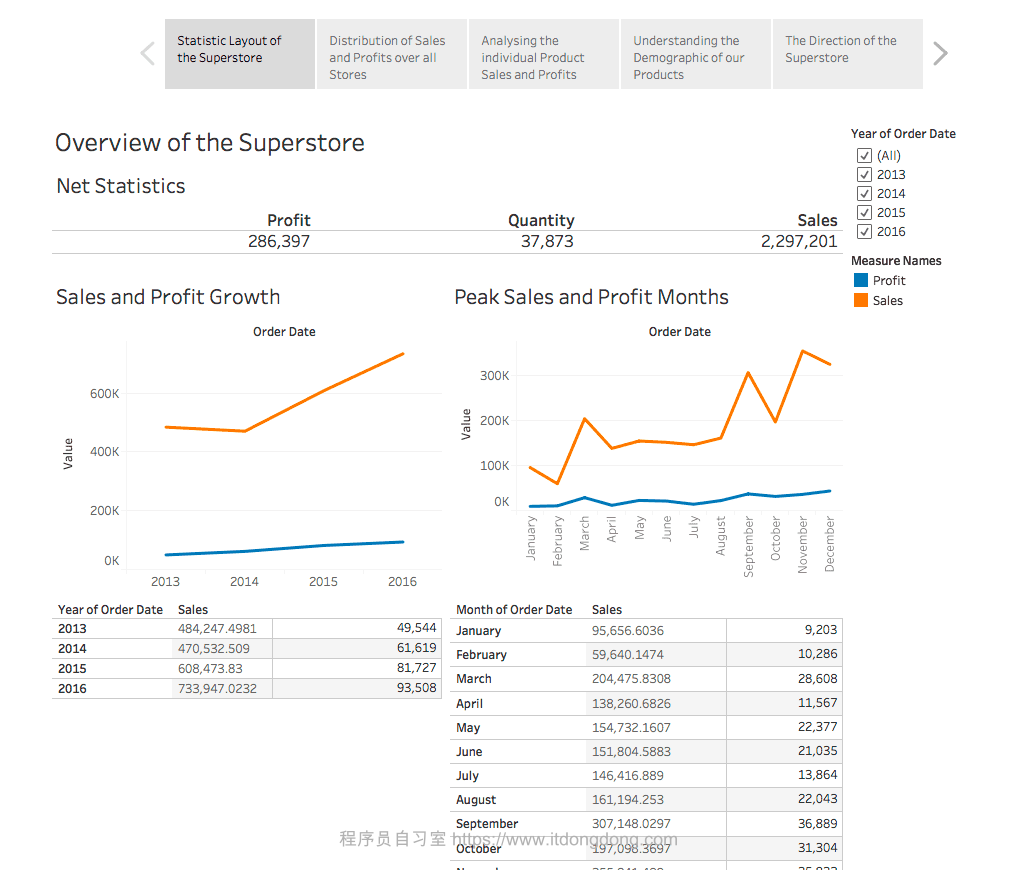 Statistic Layout of
the Superstore
Distribution of Sales
and Profits over all
Stores
Analysing the
individual Product
Sales and Profits
Understanding the
Demographic of our
Products
The Direction of the
Superstore
Overview of the Superstore
Net Statistics
Profit Quantity Sales
286,397 37,873 2,297,201
Year of Order Date
(All)
2013
2014
2015
2016
Measure Names
Profit
Sales
Sales and Profit Growth
Order Date
Value
600K
400K
200K
0K
2013 2014 2015 2016
Year of Order Date Sales
2013 484,247.4981 49,544
2014 470,532.509 61,619
2015 608,473.83 81,727
2016 733,947.0232 93,508
Peak Sales and Profit Months
Order Date
Value
300K
200K
100K
0K
January February March April May June July August September October November December
Month of Order Date Sales
January 95,656.6036 9,203
February 59,640.1474 10,286
March 204,475.8308 28,608
April 138,260.6826 11,567
May 154,732.1607 22,377
June 151,804.5883 21,035
July 146,416.889 13,864
August 161,194.253 22,043
September 307,148.0297 36,889
October 197,098.3697 31,304
程序员自习室 https://www.itdongdong.com